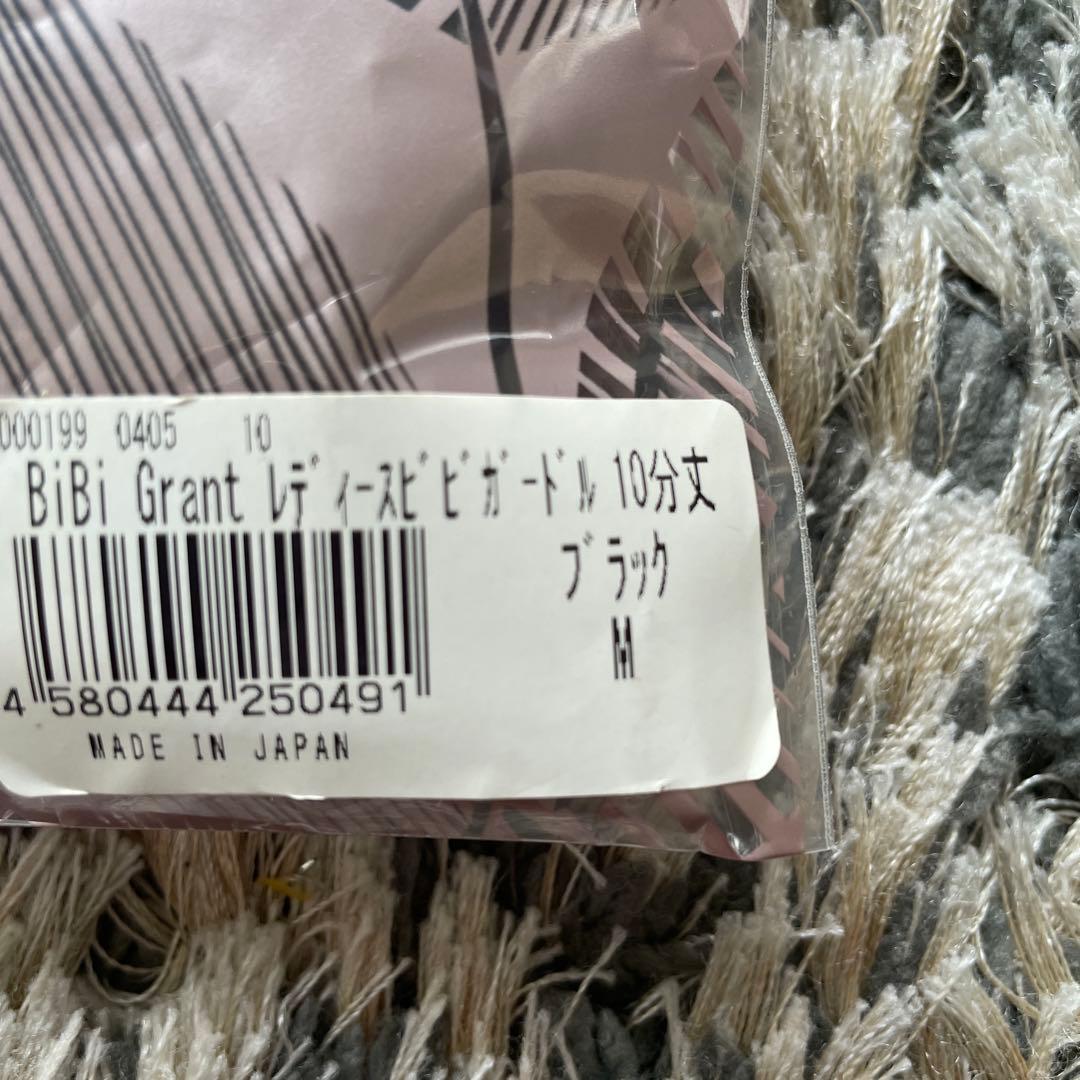 000199 0405 10
BiBi Grant ﾚﾃﾞｨｰｽﾋﾞﾋﾞｶﾞｰﾄﾞﾙ 10分丈
ﾌﾞﾗｯｸ
M
4 580444 250491
MADE IN JAPAN